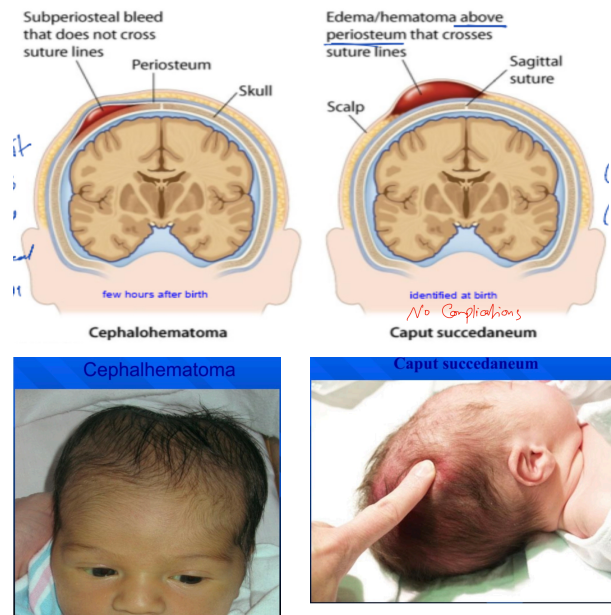 Subperiosteal bleed
that does not cross
suture lines
Periosteum
Skull
few hours after birth
Cephalohematoma
Edema/hematoma above
periosteum that crosses
suture lines
Sagittal
suture
Scalp
identified at birth
No Complications
Caput succedaneum
Cephalhematoma
Caput succedaneum